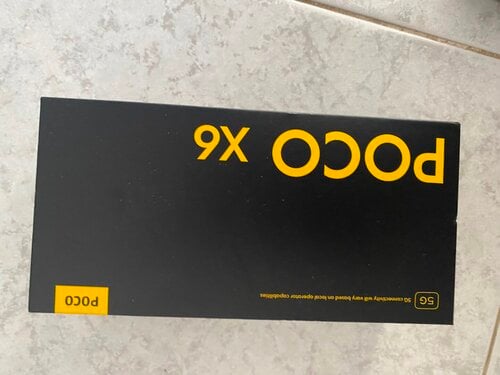 5G 5G connectivity will vary based on local operator capabilities
POCO
POCO X6